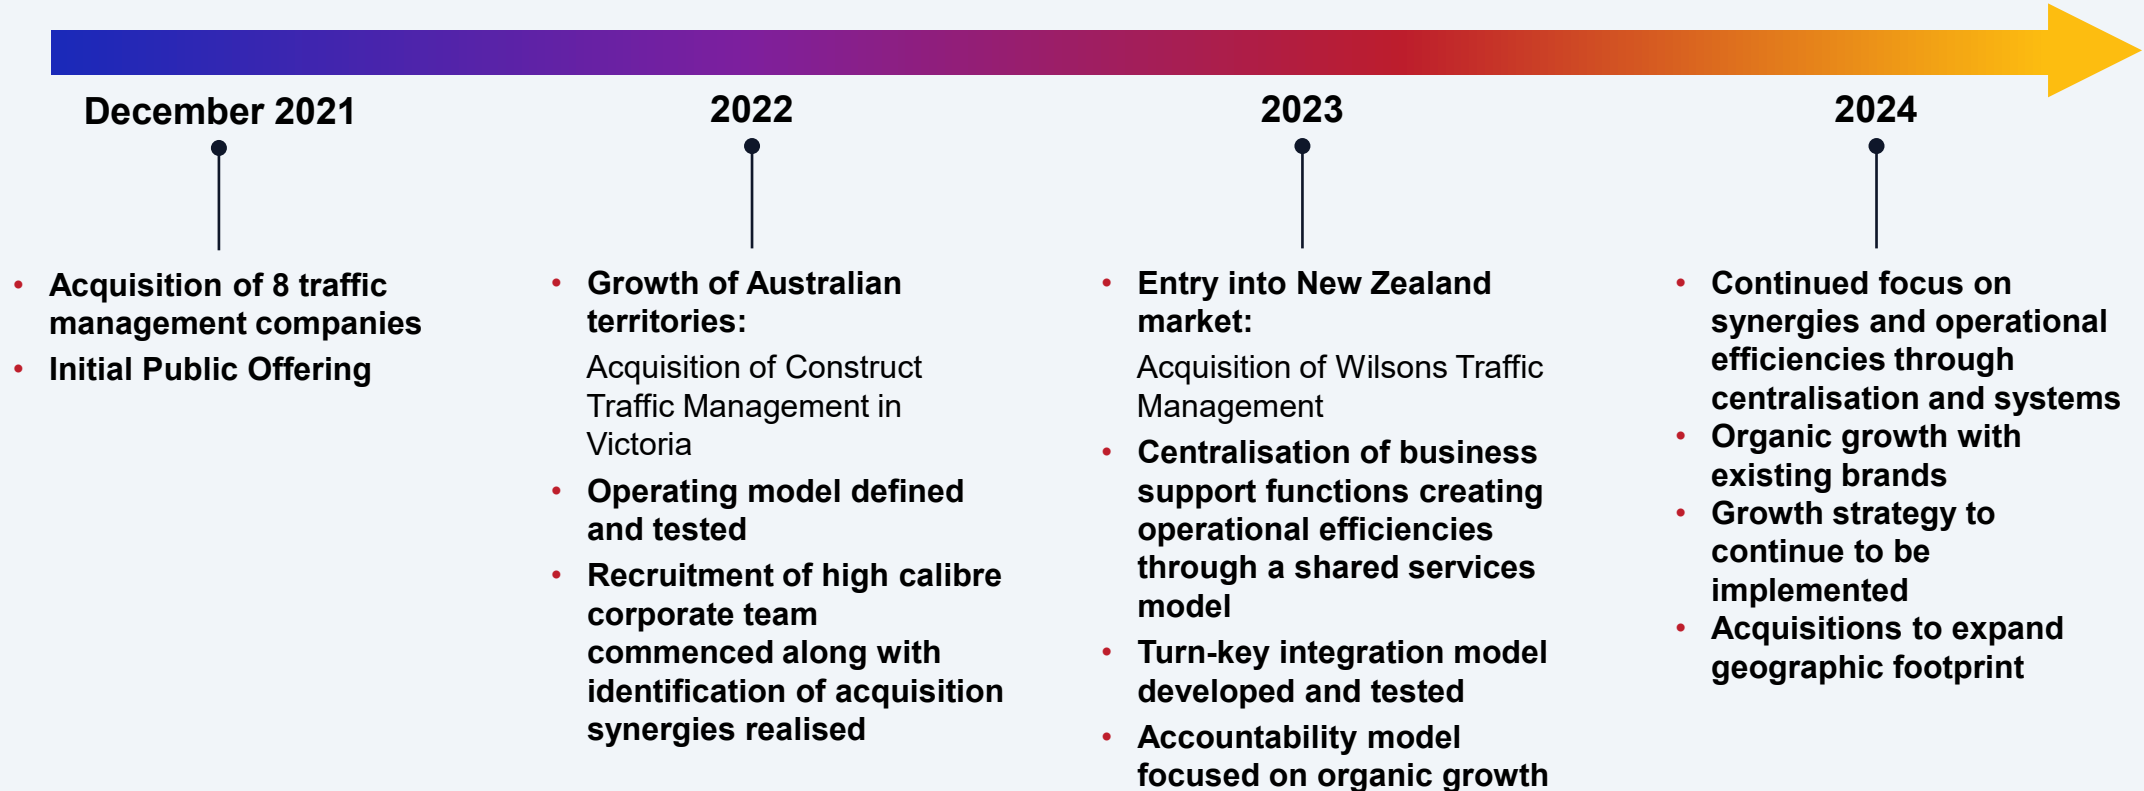 December 2021
• Acquisition of 8 traffic
management companies
• Initial Public Offering
2022
• Growth of Australian
territories:
Acquisition of Construct
Traffic Management in
Victoria
• Operating model defined
and tested
• Recruitment of high calibre
corporate team
commenced along with
identification of acquisition
synergies realised
2023
• Entry into New Zealand
market:
Acquisition of Wilsons Traffic
Management
• Centralisation of business
support functions creating
operational efficiencies
through a shared services
model
• Turn-key integration model
developed and tested
• Accountability model
focused on organic growth
2024
• Continued focus on
synergies and operational
efficiencies through
centralisation and systems
• Organic growth with
existing brands
• Growth strategy to
continue to be
implemented
• Acquisitions to expand
geographic footprint